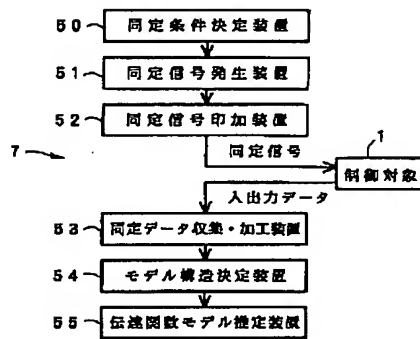 50 同定条件決定装置
51 同定信号発生装置
52 同定信号印加装置
7
同定信号
1
制御対象
入出力データ
53 同定データ収集・加工装置
54 モデル構造決定装置
55 伝達関数モデル推定装置